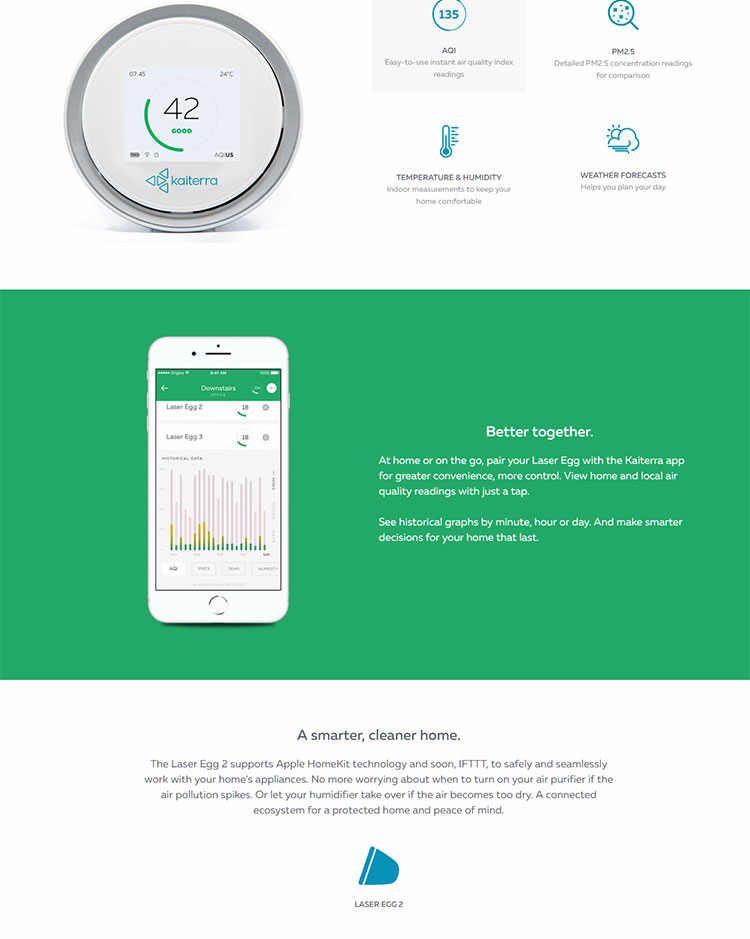 07:45
24°C
42
GOOD
AQIUS
kaiterra
135
AQI
Easy-to-use instant air quality index
readings
PM2.5
Detailed PM2.5 concentration readings
for comparison
TEMPERATURE & HUMIDITY
Indoor measurements to keep your
home comfortable
WEATHER FORECASTS
Helps you plan your day
9:40 AM
100%
Downstairs
OFFICE
Laser Egg 2
18
Laser Egg 3
18
HISTORICAL DATA
HOURS
DAYS
AQI
PM2.5
TEMP
HUMIDITY
Better together.
At home or on the go, pair your Laser Egg with the Kaiterra app
for greater convenience, more control. View home and local air
quality readings with just a tap.
See historical graphs by minute, hour or day. And make smarter
decisions for your home that last.
A smarter, cleaner home.
The Laser Egg 2 supports Apple HomeKit technology and soon, IFTTT, to safely and seamlessly
work with your home's appliances. No more worrying about when to turn on your air purifier if the
air pollution spikes. Or let your humidifier take over if the air becomes too dry. A connected
ecosystem for a protected home and peace of mind.
LASER EGG 2